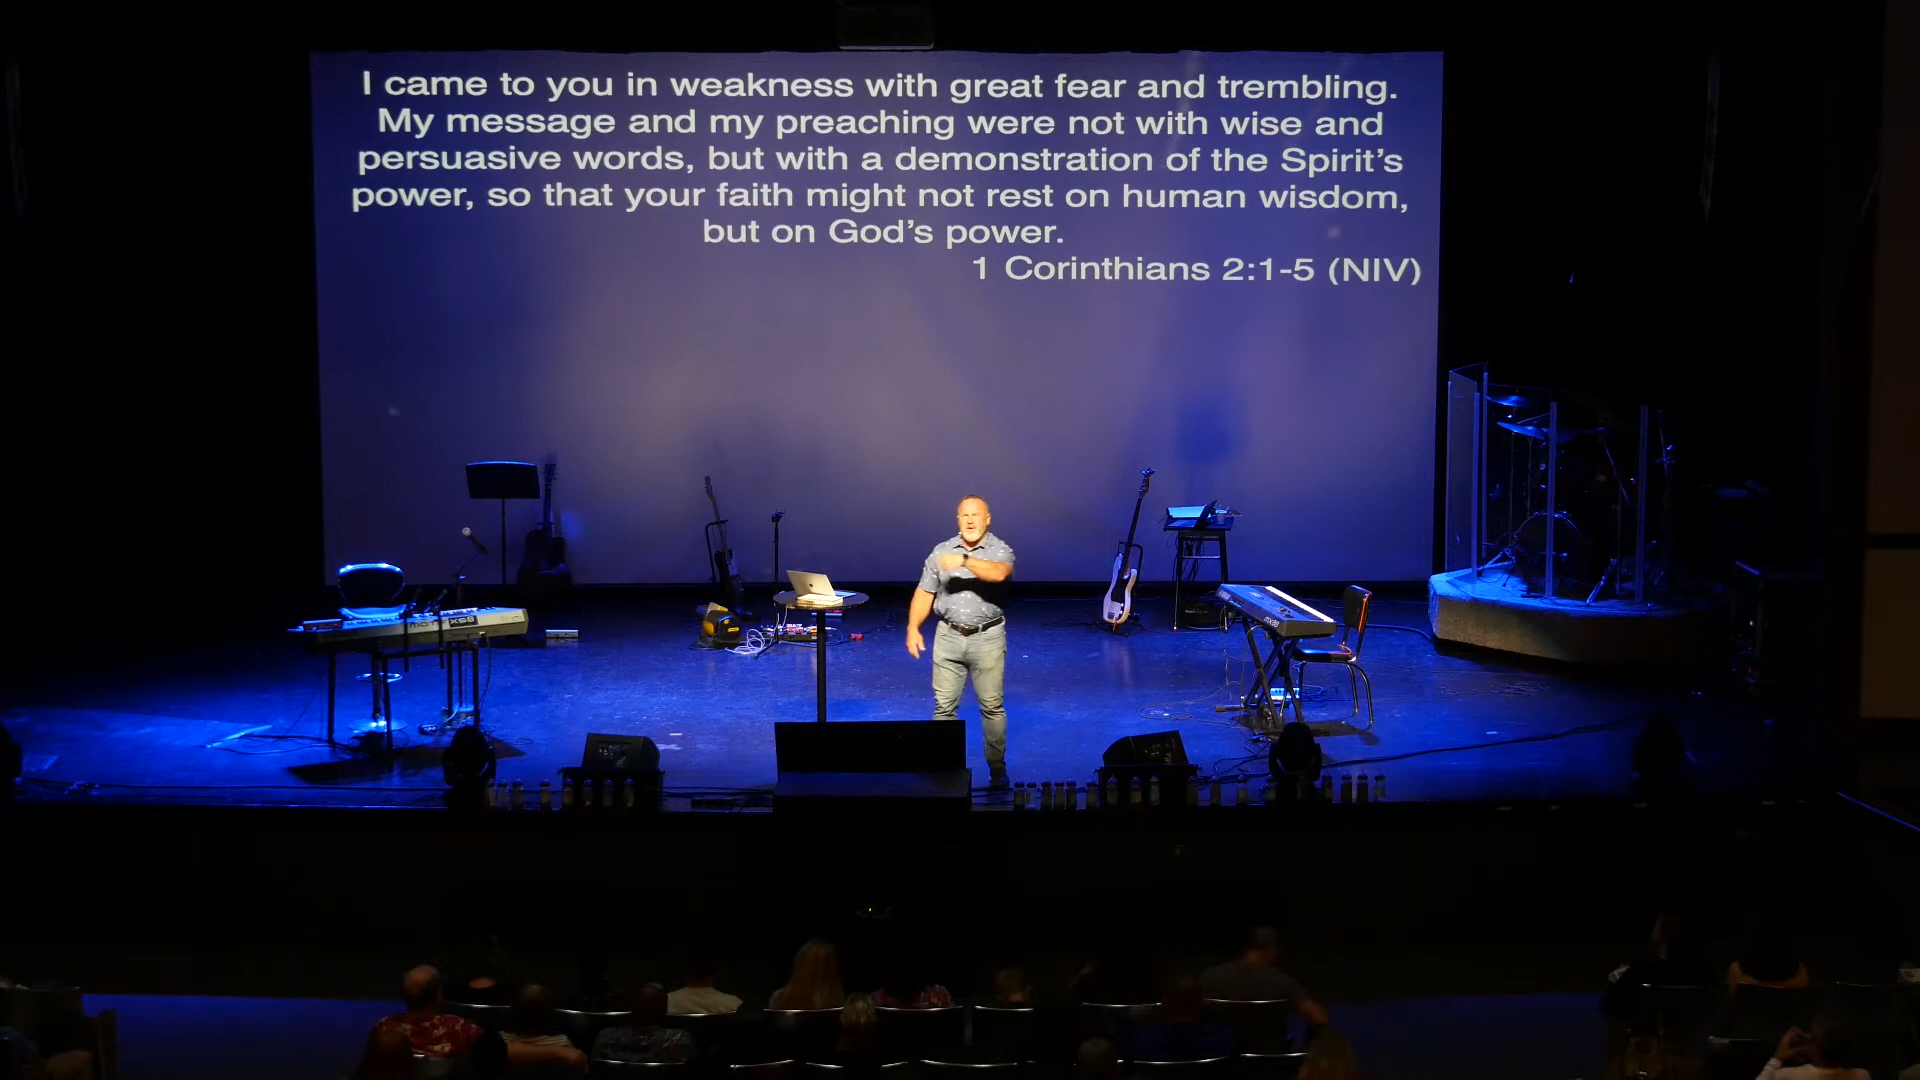 I came to you in weakness with great fear and trembling.
My message and my preaching were not with wise and
persuasive words, but with a demonstration of the Spirit’s
power, so that your faith might not rest on human wisdom,
but on God’s power.
1 Corinthians 2:1-5 (NIV)